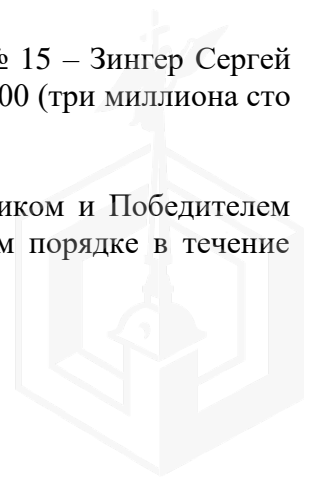 № 15 – Зингер Сергей
00 (три миллиона сто
иком и Победителем
м порядке в течение